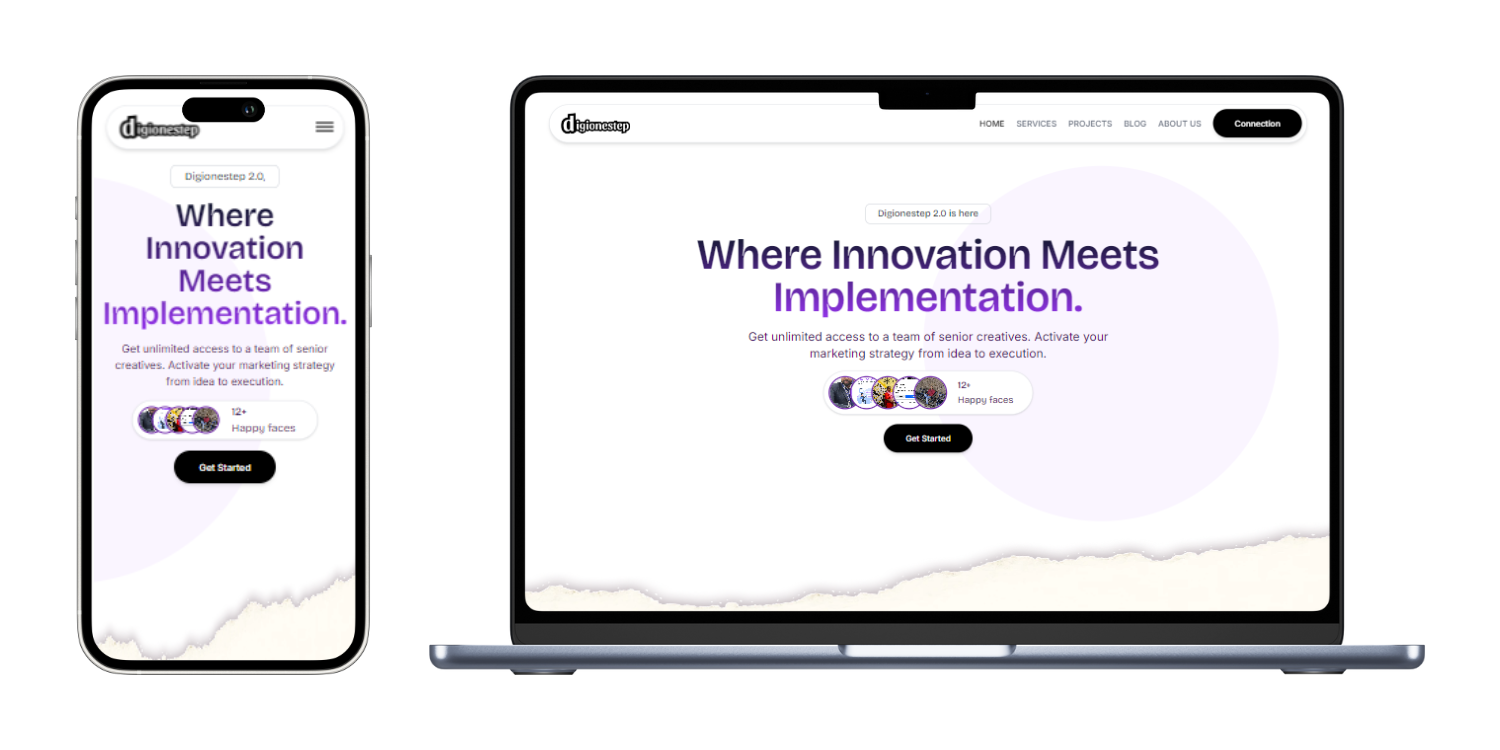 digionestep
Digionestep 2.0,
Where
Innovation
Meets
Implementation.
Get unlimited access to a team of senior
creatives. Activate your marketing strategy
from idea to execution.
12+
Happy faces
Get Started
digionestep
HOME SERVICES PROJECTS BLOG ABOUT US Connection
Digionestep 2.0 is here
Where Innovation Meets
Implementation.
Get unlimited access to a team of senior creatives. Activate your
marketing strategy from idea to execution.
12+
Happy faces
Get Started